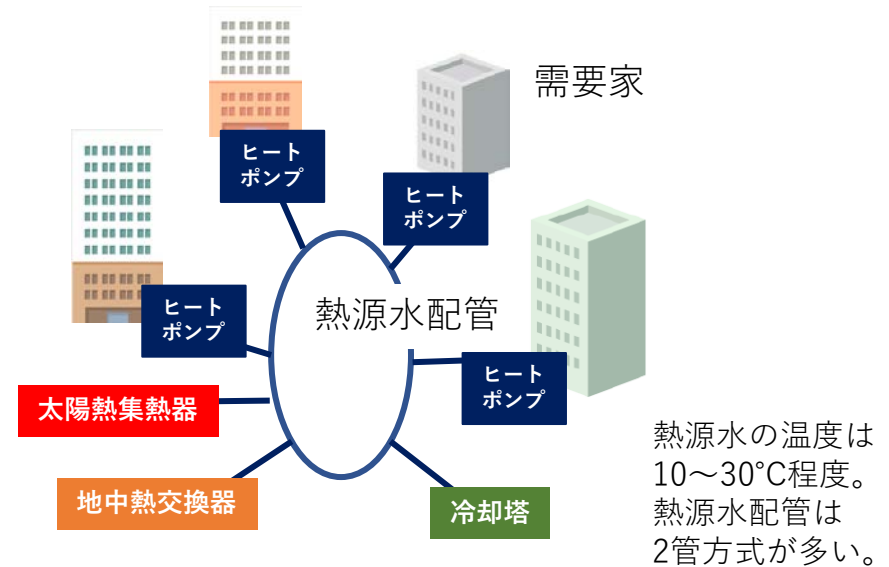 需要家
ヒート
ポンプ
ヒート
ポンプ
ヒート
ポンプ
熱源水配管
ヒート
ポンプ
太陽熱集熱器
地中熱交換器
冷却塔
熱源水の温度は
10～30°C程度。
熱源水配管は
2管方式が多い。